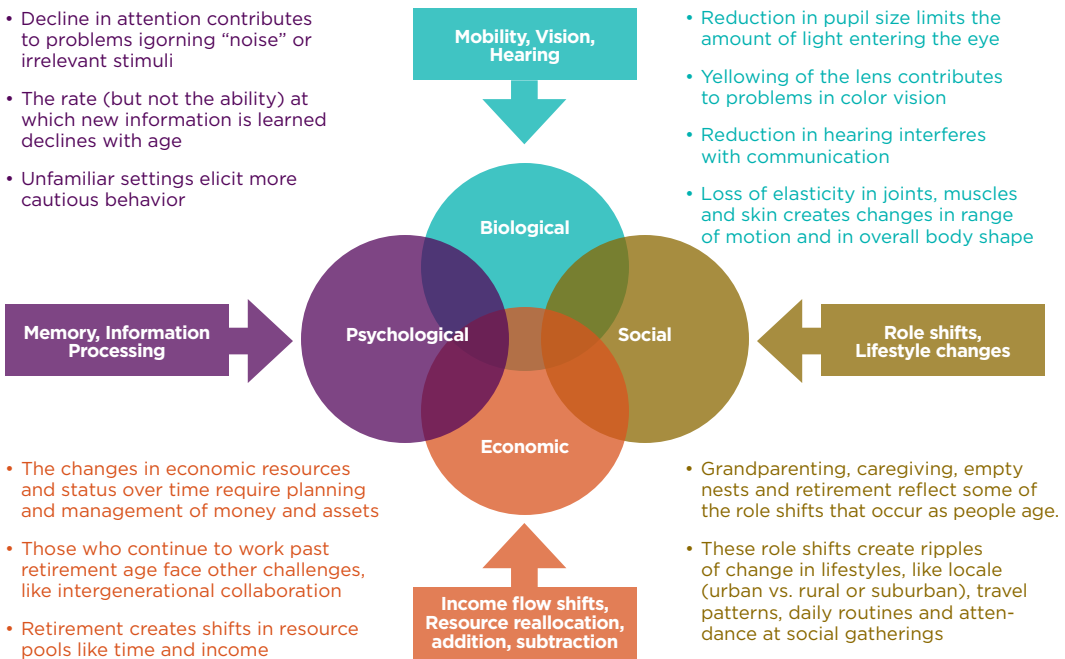 • Decline in attention contributes
to problems igorning “noise” or
irrelevant stimuli
• The rate (but not the ability) at
which new information is learned
declines with age
• Unfamiliar settings elicit more
cautious behavior
Mobility, Vision,
Hearing
• Reduction in pupil size limits the
amount of light entering the eye
• Yellowing of the lens contributes
to problems in color vision
• Reduction in hearing interferes
with communication
• Loss of elasticity in joints, muscles
and skin creates changes in range
of motion and in overall body shape
Biological
Memory, Information
Processing
Psychological
Social
Role shifts,
Lifestyle changes
Economic
• The changes in economic resources
and status over time require planning
and management of money and assets
• Those who continue to work past
retirement age face other challenges,
like intergenerational collaboration
• Retirement creates shifts in resource
pools like time and income
Income flow shifts,
Resource reallocation,
addition, subtraction
• Grandparenting, caregiving, empty
nests and retirement reflect some of
the role shifts that occur as people age.
• These role shifts create ripples
of change in lifestyles, like locale
(urban vs. rural or suburban), travel
patterns, daily routines and atten-
dance at social gatherings